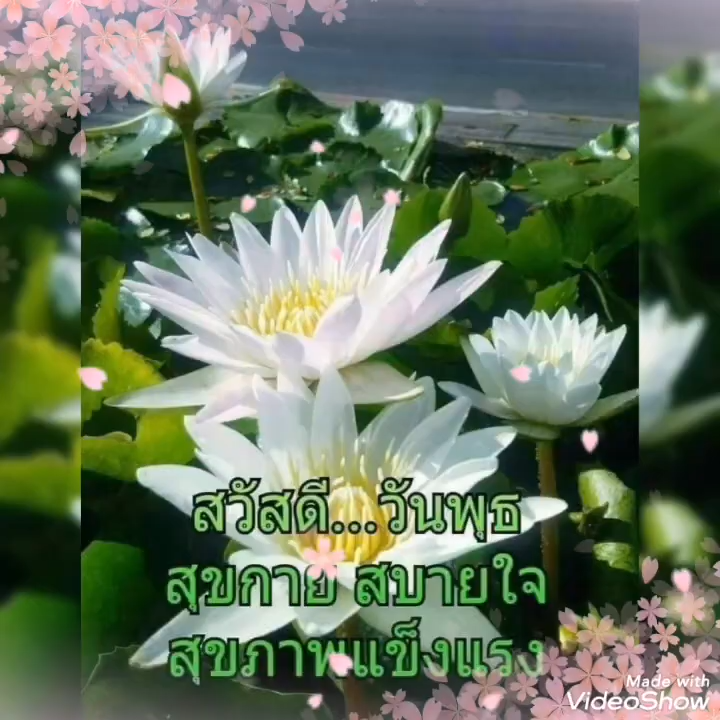 สวัสดี...วันพุธ
สุขกาย สบายใจ
สุขภาพแข็งแรง
Made with
VideoShow